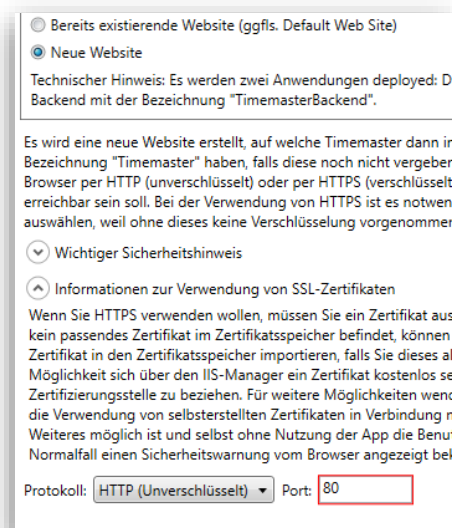 Bereits existierende Website (ggfls. Default Web Site)
Neue Website
Technischer Hinweis: Es werden zwei Anwendungen deployed: D
Backend mit der Bezeichnung "TimemasterBackend".
Es wird eine neue Website erstellt, auf welche Timemaster dann in
Bezeichnung "Timemaster" haben, falls diese noch nicht vergeben
Browser per HTTP (unverschlüsselt) oder per HTTPS (verschlüsselt
erreichbar sein soll. Bei der Verwendung von HTTPS ist es notwen
auswählen, weil ohne dieses keine Verschlüsselung vorgenommen
Wichtiger Sicherheitshinweis
Informationen zur Verwendung von SSL-Zertifikaten
Wenn Sie HTTPS verwenden wollen, müssen Sie ein Zertifikat aus
kein passendes Zertifikat im Zertifikatsspeicher befindet, können
Zertifikat in den Zertifikatsspeicher importieren, falls Sie dieses al
Möglichkeit sich über den IIS-Manager ein Zertifikat kostenlos se
Zertifizierungsstelle zu beziehen. Für weitere Möglichkeiten wend
die Verwendung von selbsterstellten Zertifikaten in Verbindung n
Weiteres möglich ist und selbst ohne Nutzung der App die Benu
Normalfall einen Sicherheitswarnung vom Browser angezeigt bek
Protokoll: HTTP (Unverschlüsselt) Port: 80